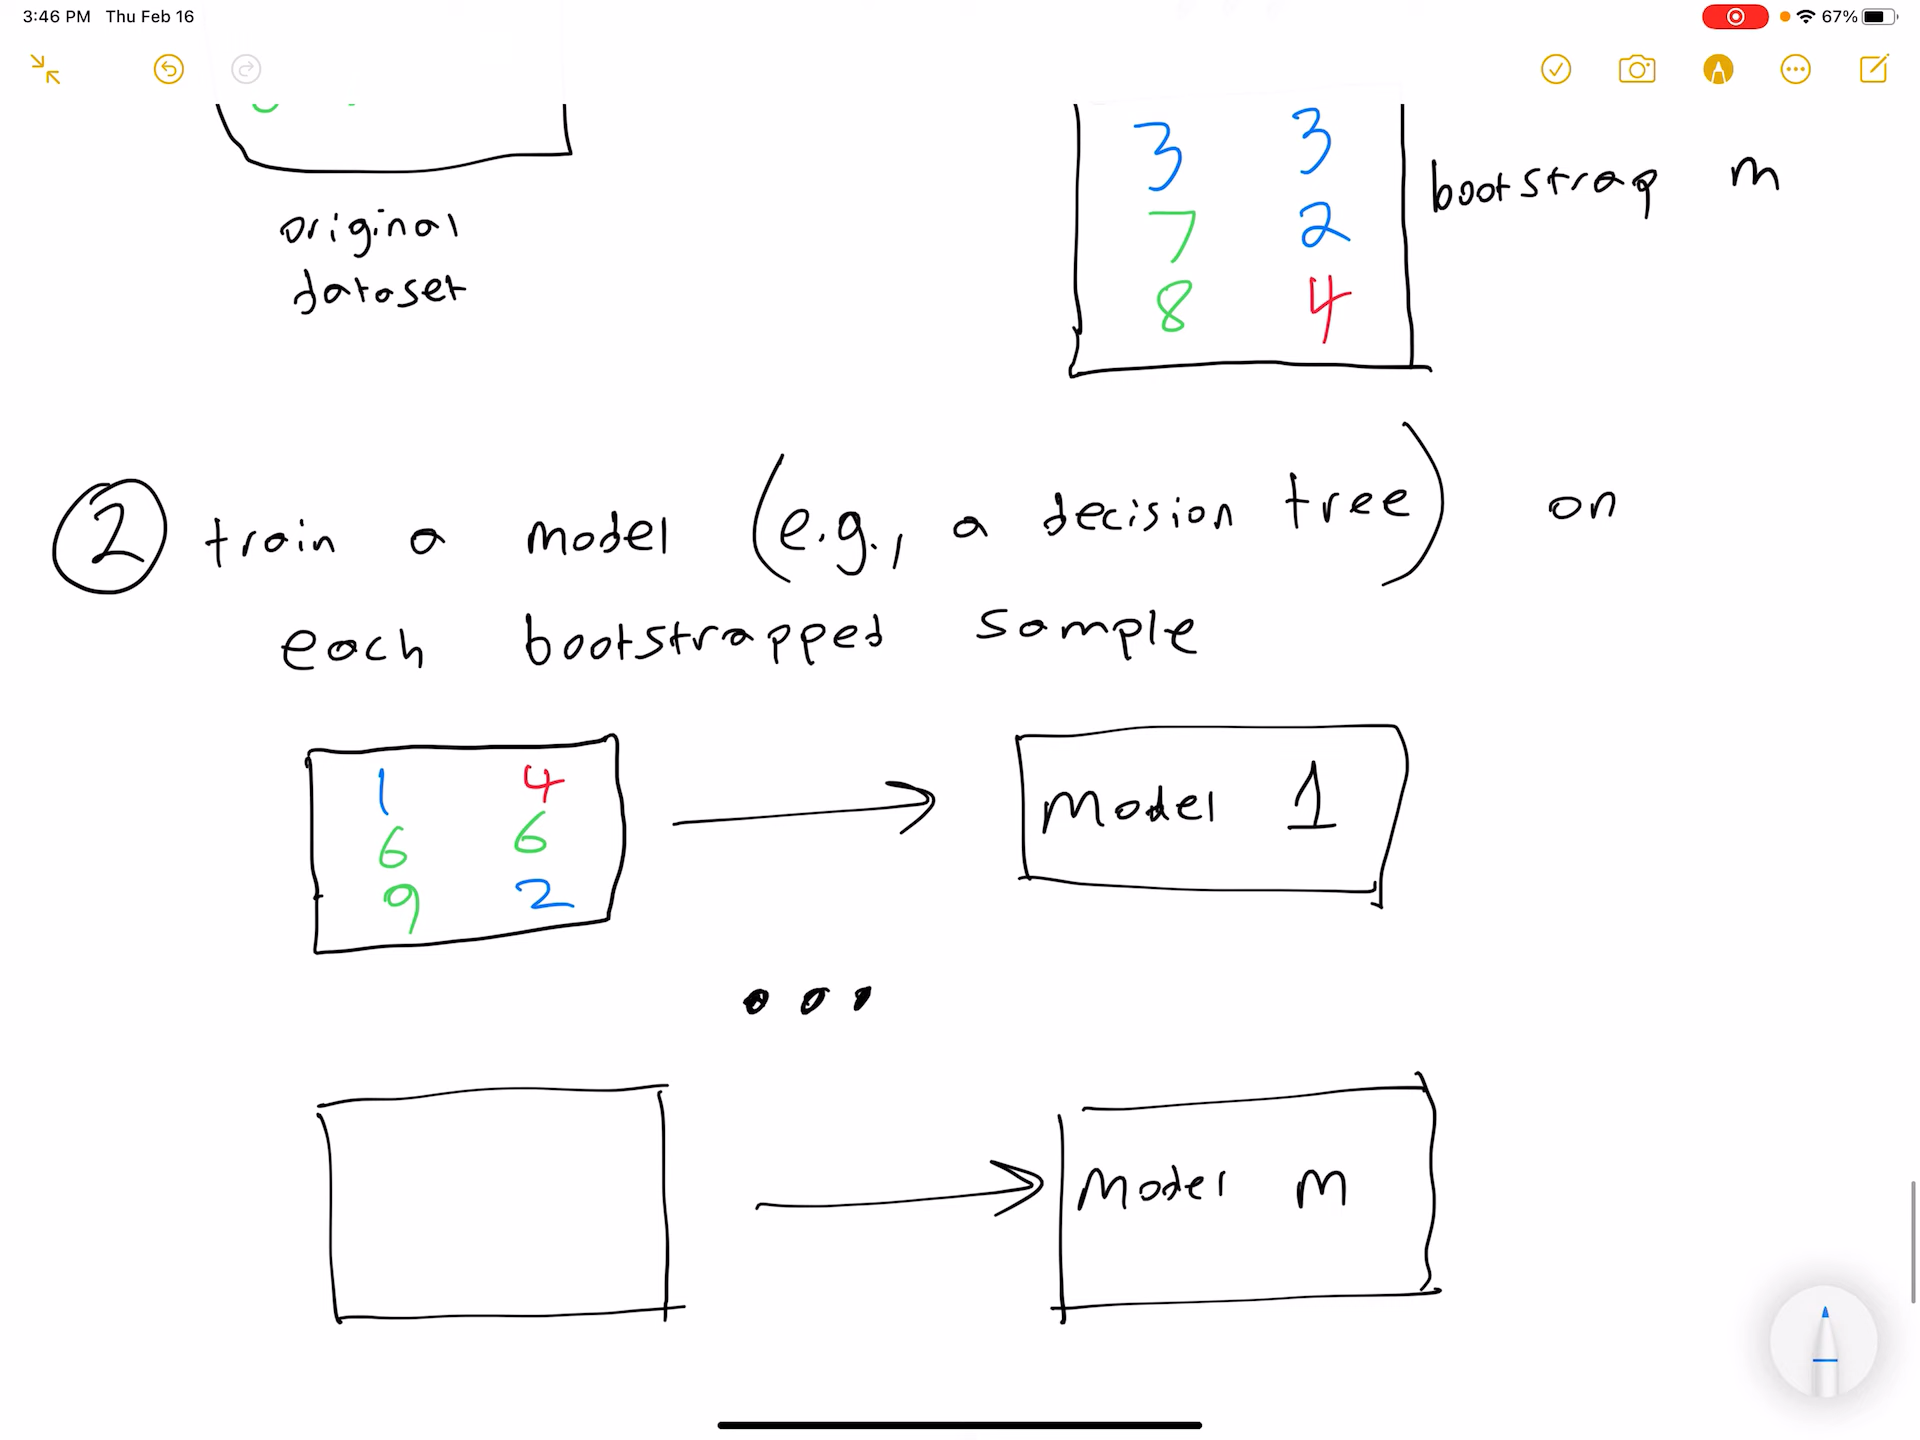 3:46 PM Thu Feb 16
67%
3 3
7 2
8 4
bootstrap m
original
dataset
2 train a model (e.g., a decision tree) on
each bootstrapped sample
1 4
6 6
9 2
Model 1
Model m